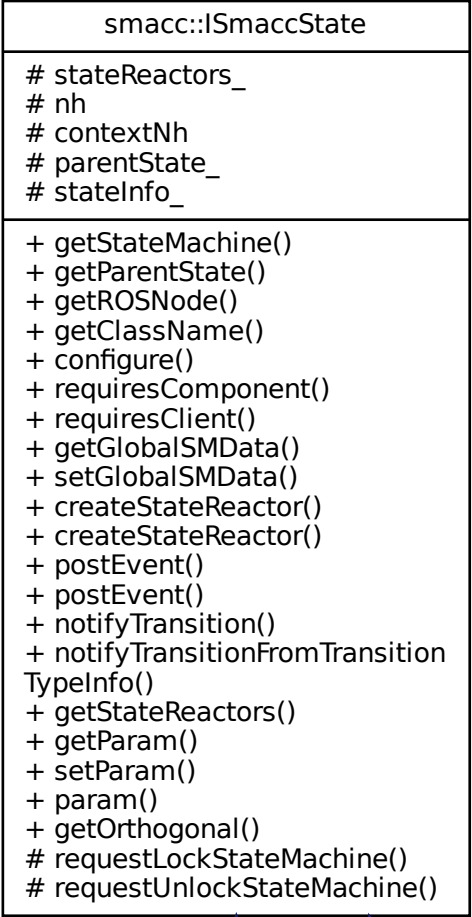 smacc::ISmaccState
# stateReactors_
# nh
# contextNh
# parentState_
# stateInfo_
+ getStateMachine()
+ getParentState()
+ getROSNode()
+ getClassName()
+ configure()
+ requiresComponent()
+ requiresClient()
+ getGlobalSMData()
+ setGlobalSMData()
+ createStateReactor()
+ createStateReactor()
+ postEvent()
+ postEvent()
+ notifyTransition()
+ notifyTransitionFromTransition
TypeInfo()
+ getStateReactors()
+ getParam()
+ setParam()
+ param()
+ getOrthogonal()
# requestLockStateMachine()
# requestUnlockStateMachine()